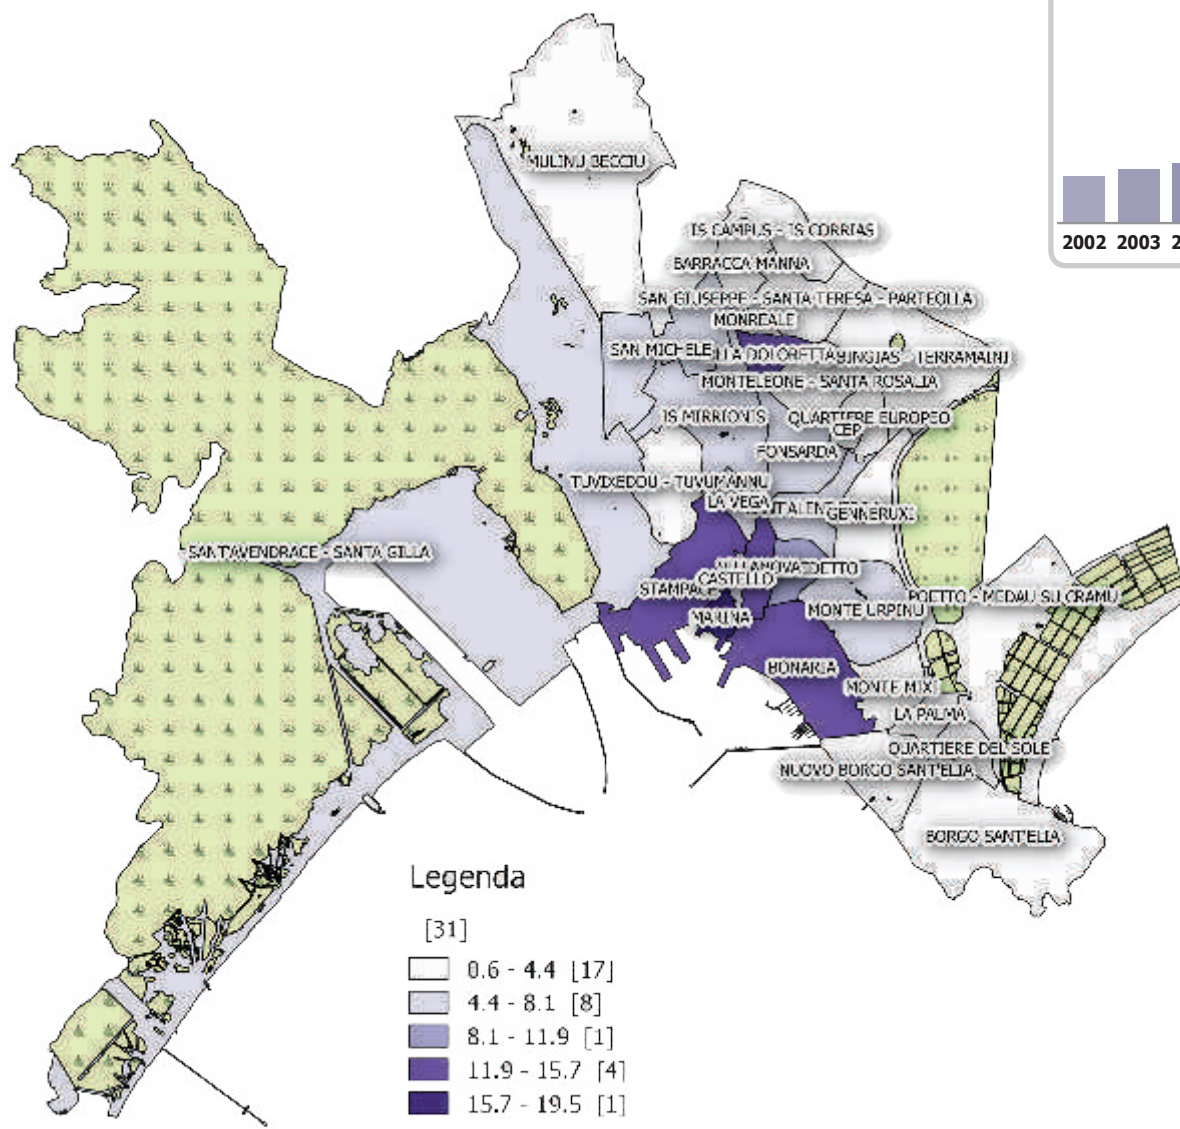 MULINU BECCIU
2002 2003
IS CAMPUS - IS CORRIAS
BARRACCA MANNA
SAN GIUSEPPE - SANTA TERESA - PARTEOLLA
MONREALE
SAN MICHELE
LLA DOLORETTA
BINGIAS - TERRAMAINI
MONTELEONE - SANTA ROSALIA
IS MIRRIONIS
QUARTIERE EUROPEO
CEP
FONSARDA
TUVIXEDDU - TUVUMANNU
LA VEGA
GENNERUXI
SANT'AVENDRACE - SANTA GILLA
CASTELLO
STAMPACE
POETTO - MEDAU SU CRAMU
MONTE URPINU
MARINA
BONARIA
MONTE MIXI
LA PALMA
QUARTIERE DEL SOLE
NUOVO BORGO SANT'ELIA
BORGO SANT'ELIA
Legenda
[31]
0.6 - 4.4 [17]
4.4 - 8.1 [8]
8.1 - 11.9 [1]
11.9 - 15.7 [4]
15.7 - 19.5 [1]